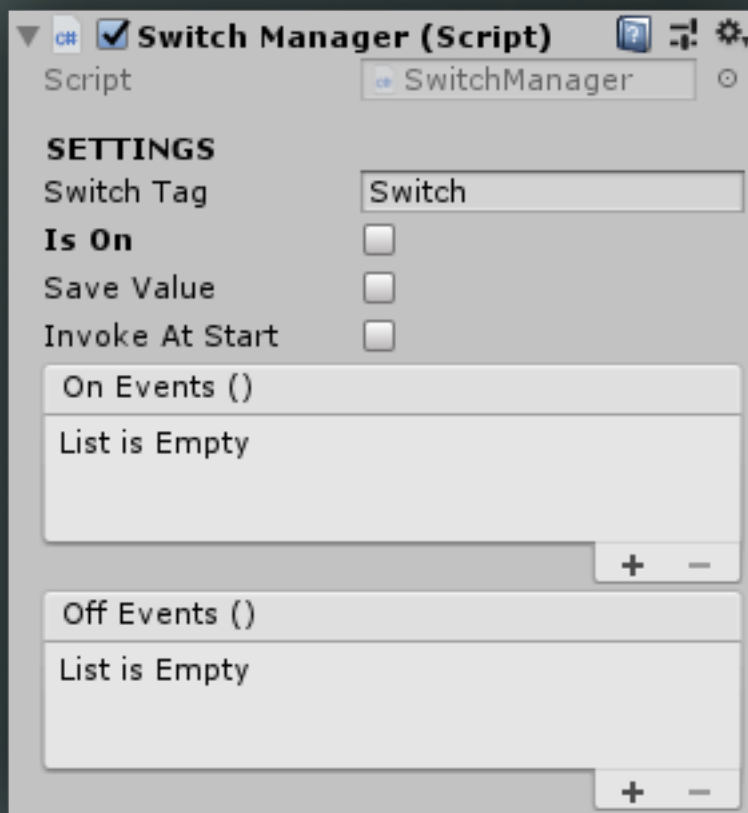 Switch Manager (Script)
Script SwitchManager
SETTINGS
Switch Tag Switch
Is On
Save Value
Invoke At Start
On Events ()
List is Empty
+ −
Off Events ()
List is Empty
+ −